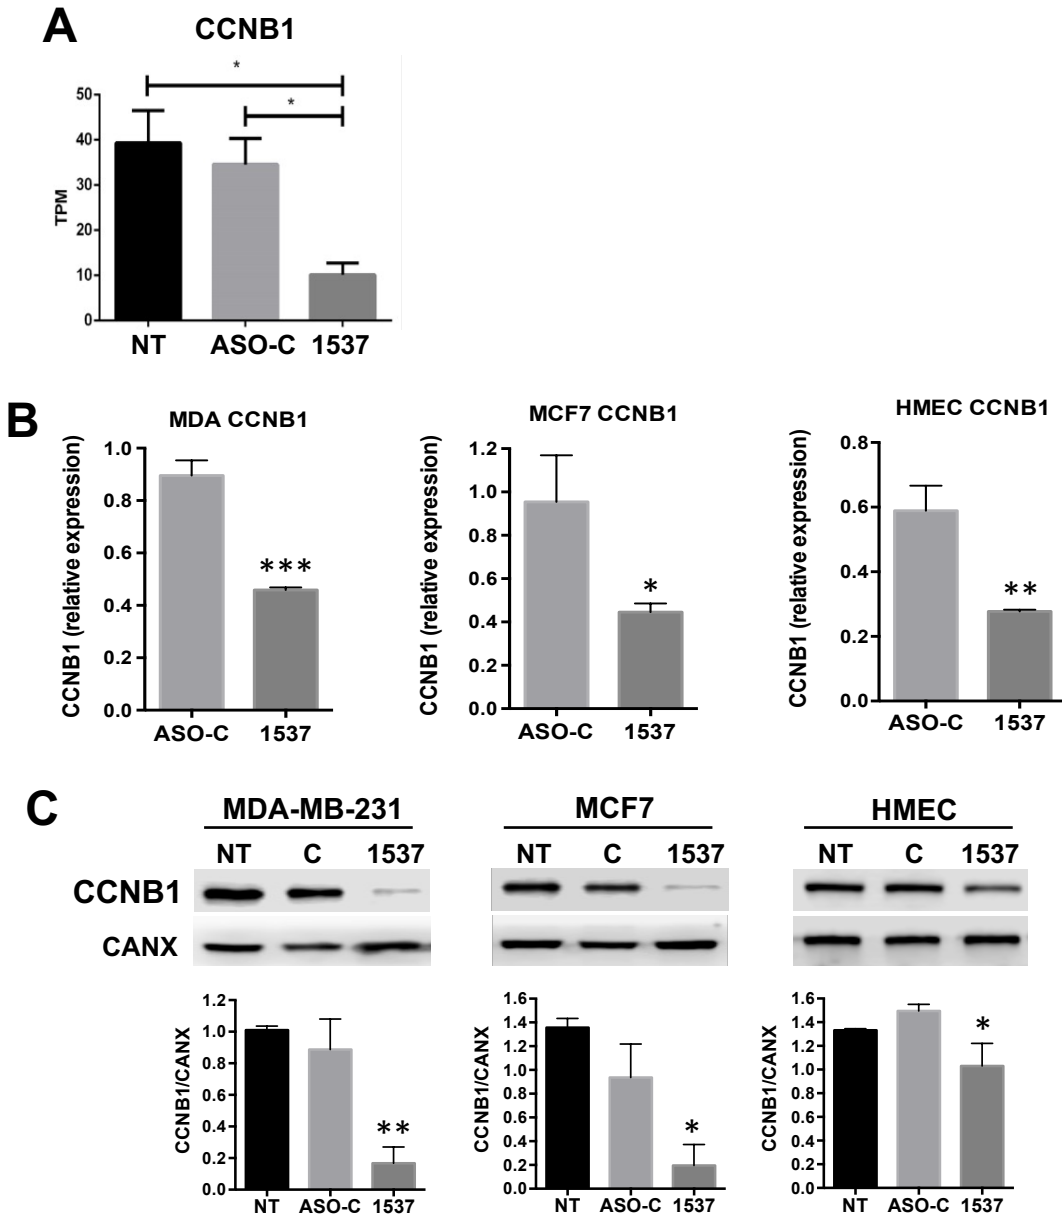 A
CCNB1
*
*
50
40
30
20
10
0
TPM
NT ASO-C 1537
B
MDA CCNB1
CCNB1 (relative expression)
1.0
0.8
0.6
0.4
0.2
0.0
***
ASO-C 1537
MCF7 CCNB1
CCNB1 (relative expression)
1.2
1.0
0.8
0.6
0.4
0.2
0.0
*
ASO-C 1537
HMEC CCNB1
CCNB1 (relative expression)
0.8
0.6
0.4
0.2
0.0
**
ASO-C 1537
C
MDA-MB-231 MCF7 HMEC
NT C 1537 NT C 1537 NT C 1537
CCNB1
CANX
CCNB1/CANX
1.2
1.0
0.8
0.6
0.4
0.2
0.0
**
NT ASO-C 1537
CCNB1/CANX
1.6
1.4
1.2
1.0
0.8
0.6
0.4
0.2
0.0
*
NT ASO-C 1537
CCNB1/CANX
1.6
1.4
1.2
1.0
0.8
0.6
0.4
0.2
0.0
*
NT ASO-C 1537